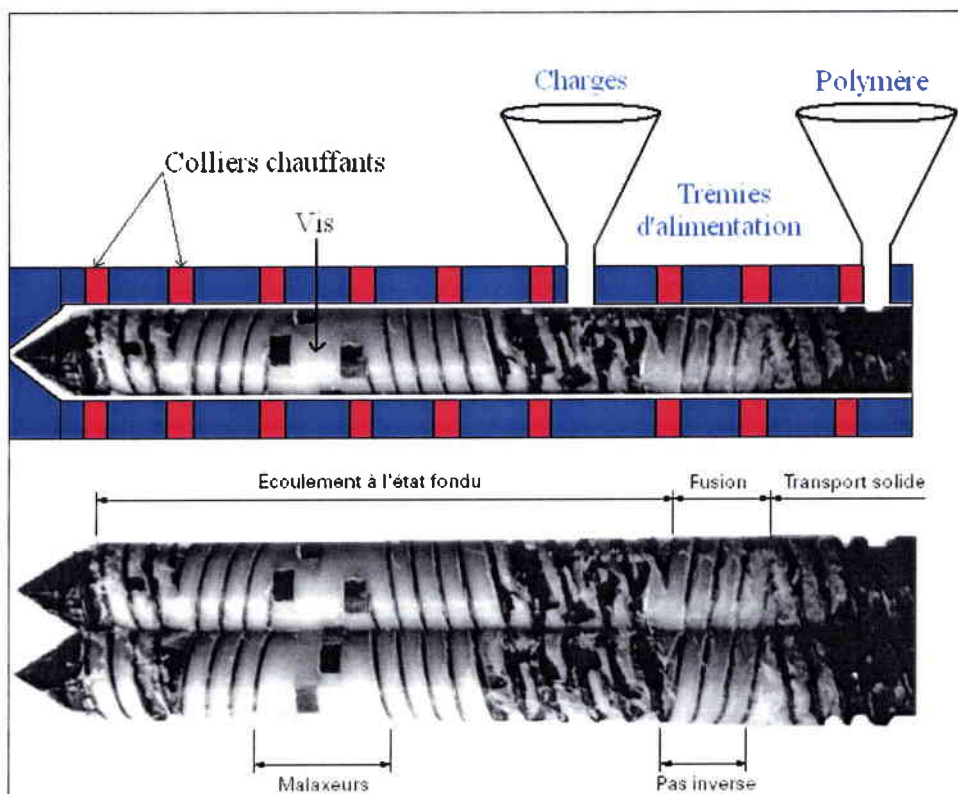 Charges
Polymère
Colliers chauffants
Trémies
d'alimentation
Vis
Ecoulement à l'état fondu
Fusion
Transport solide
Malaxeurs
Pas inverse